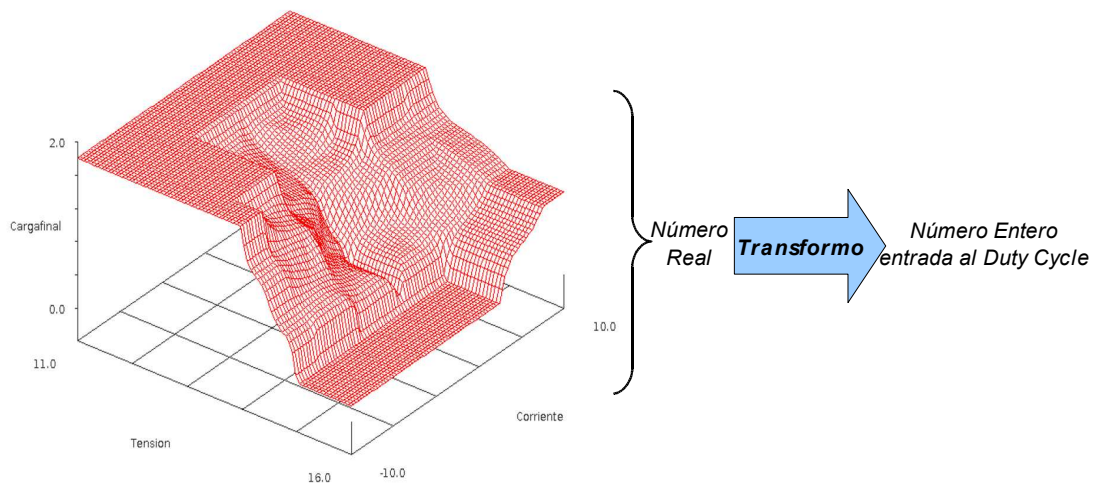 2.0
Cargafinal
0.0
11.0
Tension
16.0
-10.0
Corriente
10.0
Número
Real
Transformo
Número Entero
entrada al Duty Cycle